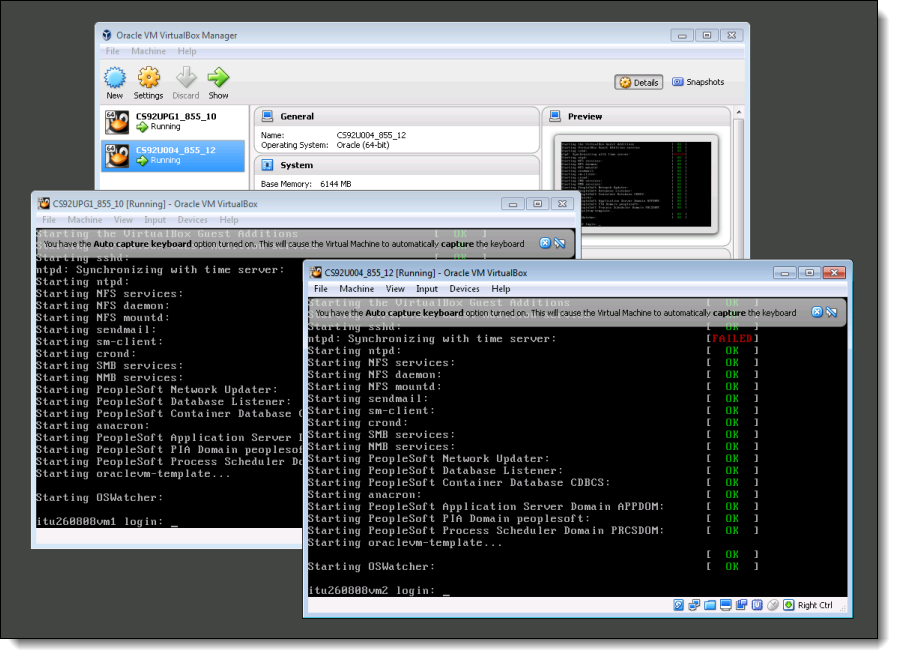 Oracle VM VirtualBox Manager
File Machine Help
New Settings Discard Show
Details Snapshots
64 CS92UPG1_855_10
Running
64 CS92U004_855_12
Running
General
Name: CS92U004_855_12
Operating System: Oracle (64-bit)
System
Base Memory: 6144 MB
Preview
CS92UPG1_855_10 [Running] - Oracle VM VirtualBox
File Machine View Input Devices Help
Starting the VirtualBox Guest Additions [ OK ]
You have the Auto capture keyboard option turned on. This will cause the Virtual Machine to automatically capture the keyboard
Starting sshd:
ntpd: Synchronizing with time server:
Starting ntpd:
Starting NFS services:
Starting NFS daemon:
Starting NFS mountd:
Starting sendmail:
Starting sm-client:
Starting crond:
Starting SMB services:
Starting NMB services:
Starting PeopleSoft Network Updater:
Starting PeopleSoft Database Listener:
Starting PeopleSoft Container Database
Starting anacron:
Starting PeopleSoft Application Server
Starting PeopleSoft PIA Domain peoplesof
Starting PeopleSoft Process Scheduler Do
Starting oraclevm-template...
Starting OSWatcher:
itu260808vm1 login: _
CS92U004_855_12 [Running] - Oracle VM VirtualBox
File Machine View Input Devices Help
Starting the VirtualBox Guest Additions [ OK ]
You have the Auto capture keyboard option turned on. This will cause the Virtual Machine to automatically capture the keyboard
Starting sshd: [ OK ]
ntpd: Synchronizing with time server: [FAILED]
Starting ntpd: [ OK ]
Starting NFS services: [ OK ]
Starting NFS daemon: [ OK ]
Starting NFS mountd: [ OK ]
Starting sendmail: [ OK ]
Starting sm-client: [ OK ]
Starting crond: [ OK ]
Starting SMB services: [ OK ]
Starting NMB services: [ OK ]
Starting PeopleSoft Network Updater: [ OK ]
Starting PeopleSoft Database Listener: [ OK ]
Starting PeopleSoft Container Database CDBCS: [ OK ]
Starting anacron: [ OK ]
Starting PeopleSoft Application Server Domain APPDOM: [ OK ]
Starting PeopleSoft PIA Domain peoplesoft: [ OK ]
Starting PeopleSoft Process Scheduler Domain PRCSDOM: [ OK ]
Starting oraclevm-template...
[ OK ]
Starting OSWatcher: [ OK ]
itu260808vm2 login: _
Right Ctrl